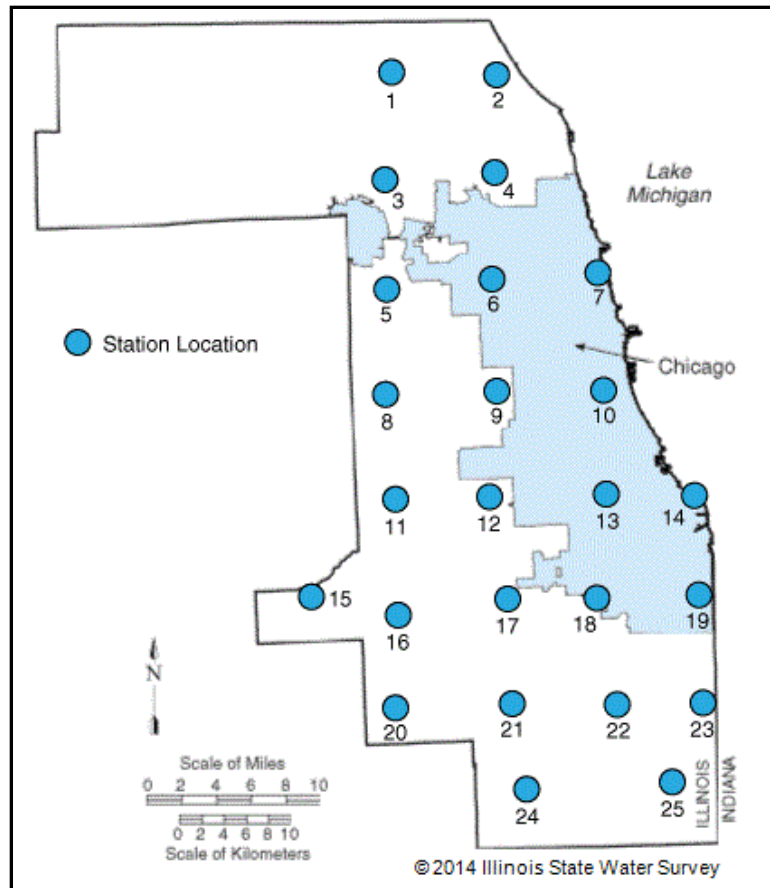 1
2
3
4
Lake
Michigan
5
6
7
Station Location
Chicago
8
9
10
11
12
13
14
15
16
17
18
19
N
20
21
22
23
Scale of Miles
0 2 4 6 8 10
0 2 4 6 8 10
Scale of Kilometers
24
25
ILLINOIS
INDIANA
©2014 Illinois State Water Survey